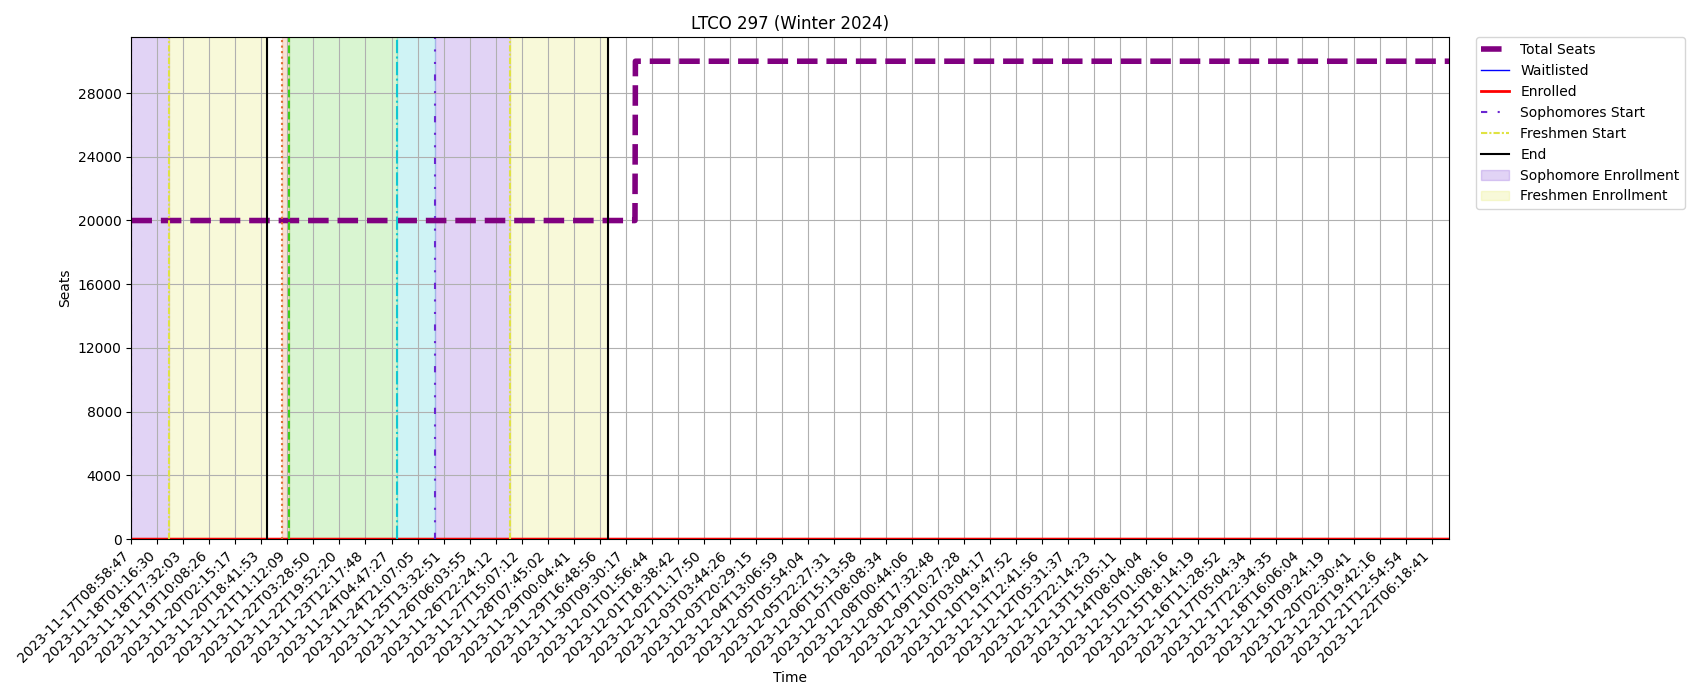 LTCO 297 (Winter 2024)
Total Seats
Waitlisted
Enrolled
Sophomores Start
Freshmen Start
End
Sophomore Enrollment
Freshmen Enrollment
Seats
28000
24000
20000
16000
12000
8000
4000
0
2023-11-17T08:58:47
2023-11-18T01:16:30
2023-11-18T17:32:03
2023-11-19T10:08:26
2023-11-20T02:15:17
2023-11-20T18:41:53
2023-11-21T11:12:09
2023-11-22T03:28:50
2023-11-22T19:52:20
2023-11-23T12:17:48
2023-11-24T04:47:27
2023-11-24T21:07:05
2023-11-25T13:32:51
2023-11-26T06:03:55
2023-11-26T22:24:12
2023-11-27T15:07:12
2023-11-28T07:45:02
2023-11-29T00:04:41
2023-11-29T16:48:56
2023-11-30T09:30:17
2023-12-01T01:56:44
2023-12-01T18:38:42
2023-12-02T11:17:50
2023-12-03T03:44:26
2023-12-03T20:29:15
2023-12-04T13:06:59
2023-12-05T05:54:04
2023-12-05T22:27:31
2023-12-06T15:13:58
2023-12-07T08:08:34
2023-12-08T00:44:06
2023-12-08T17:32:48
2023-12-09T10:27:28
2023-12-10T03:04:17
2023-12-10T19:47:52
2023-12-11T12:41:56
2023-12-12T05:31:37
2023-12-12T22:14:23
2023-12-13T15:05:11
2023-12-14T08:04:04
2023-12-15T01:08:16
2023-12-15T18:14:19
2023-12-16T11:28:52
2023-12-17T05:04:34
2023-12-17T22:34:35
2023-12-18T16:06:04
2023-12-19T09:24:19
2023-12-20T02:30:41
2023-12-20T19:42:16
2023-12-21T12:54:54
2023-12-22T06:18:41
Time